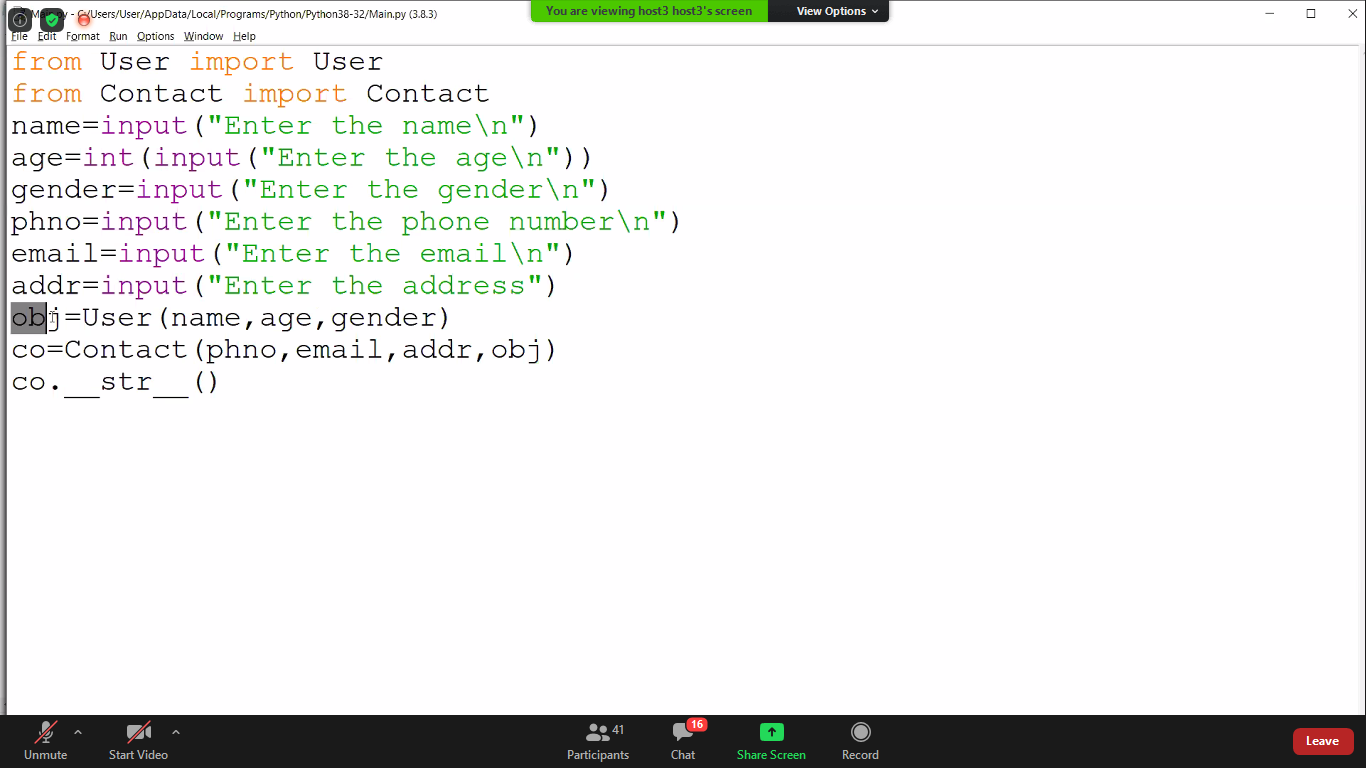 Main.py - C:/Users/User/AppData/Local/Programs/Python/Python38-32/Main.py (3.8.3)
You are viewing host3 host3's screen
View Options
File Edit Format Run Options Window Help
from User import User
from Contact import Contact
name=input("Enter the name\n")
age=int(input("Enter the age\n"))
gender=input("Enter the gender\n")
phno=input("Enter the phone number\n")
email=input("Enter the email\n")
addr=input("Enter the address")
obj=User(name,age,gender)
co=Contact(phno,email,addr,obj)
co.__str__()
41
16
Unmute
Start Video
Participants
Chat
Share Screen
Record
Leave